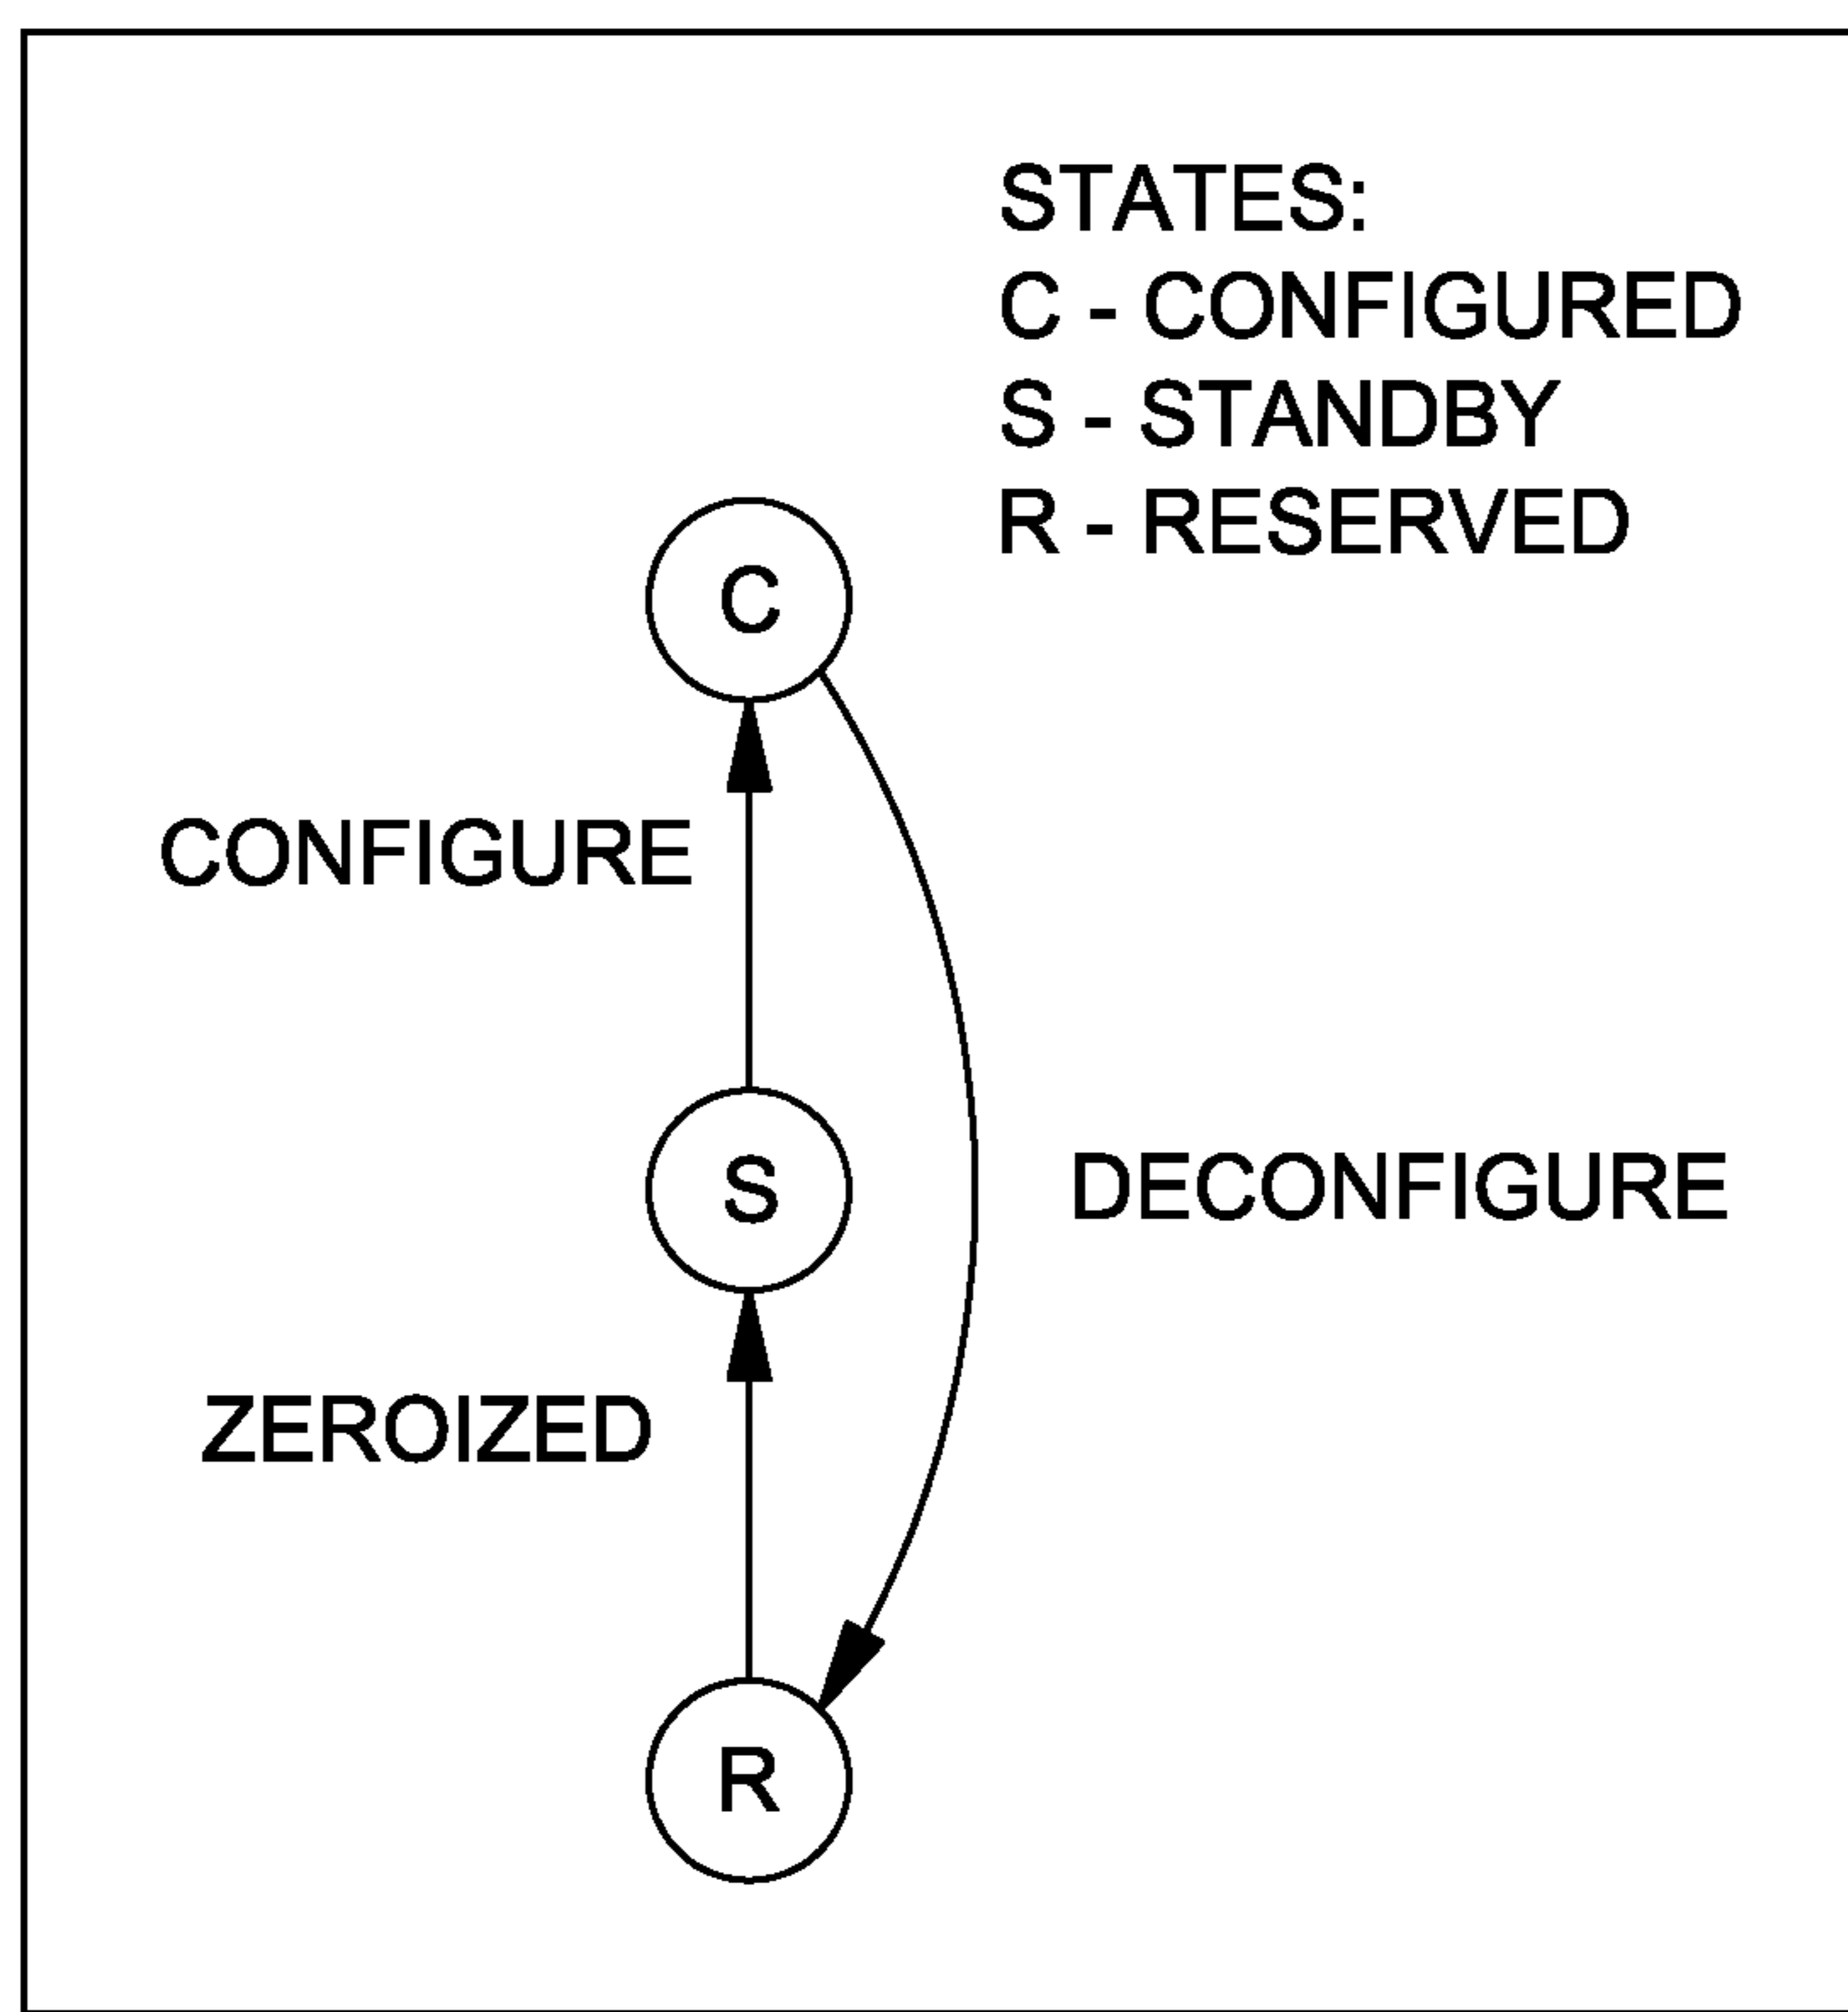 STATES:
C - CONFIGURED
S - STANDBY
R - RESERVED
C
CONFIGURE
S
DECONFIGURE
ZEROIZED
R